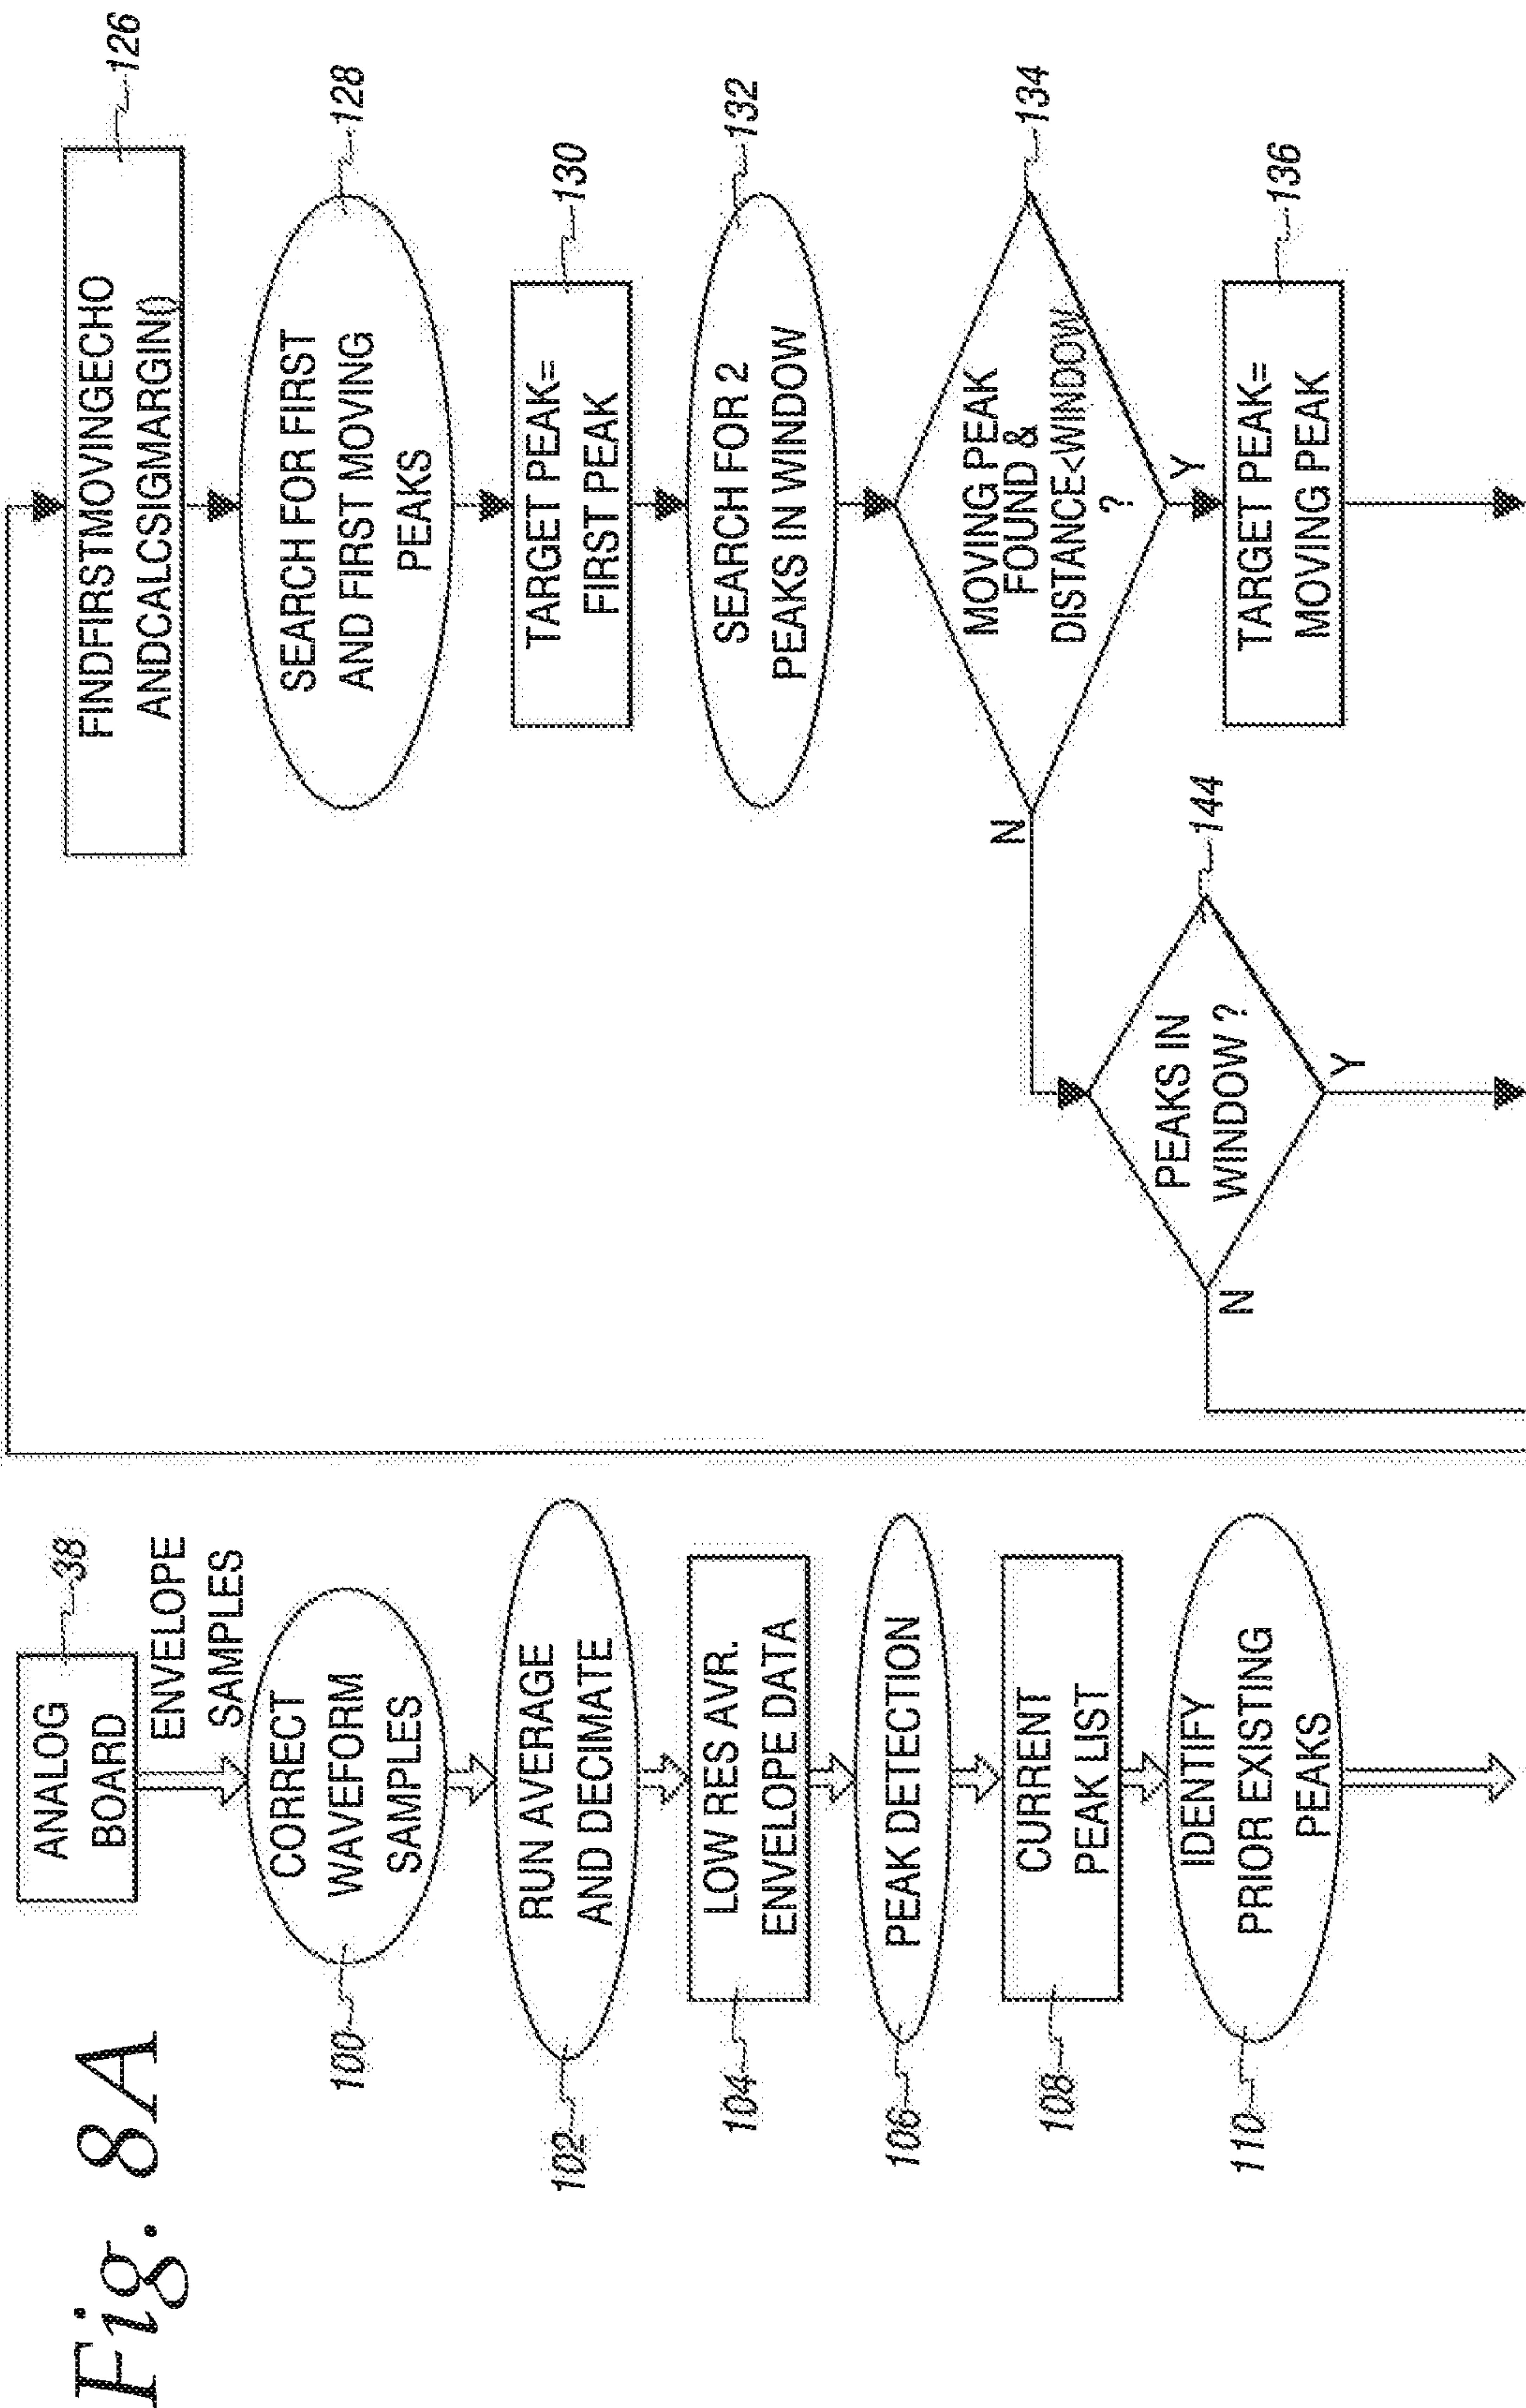 Fig. 8A
ANALOG
BOARD
38
ENVELOPE
SAMPLES
CORRECT
WAVEFORM
SAMPLES
100
RUN AVERAGE
AND DECIMATE
102
LOW RES AVR.
ENVELOPE DATA
104
PEAK DETECTION
106
CURRENT
PEAK LIST
108
IDENTIFY
PRIOR EXISTING
PEAKS
110
FINDFIRSTMOVINGECHO
ANDCALCSIGMARGIN()
126
SEARCH FOR FIRST
AND FIRST MOVING
PEAKS
128
TARGET PEAK=
FIRST PEAK
130
SEARCH FOR 2
PEAKS IN WINDOW
132
MOVING PEAK
FOUND &
DISTANCE<WINDOW
?
134
N
Y
TARGET PEAK=
MOVING PEAK
136
PEAKS IN
WINDOW ?
144
N
Y